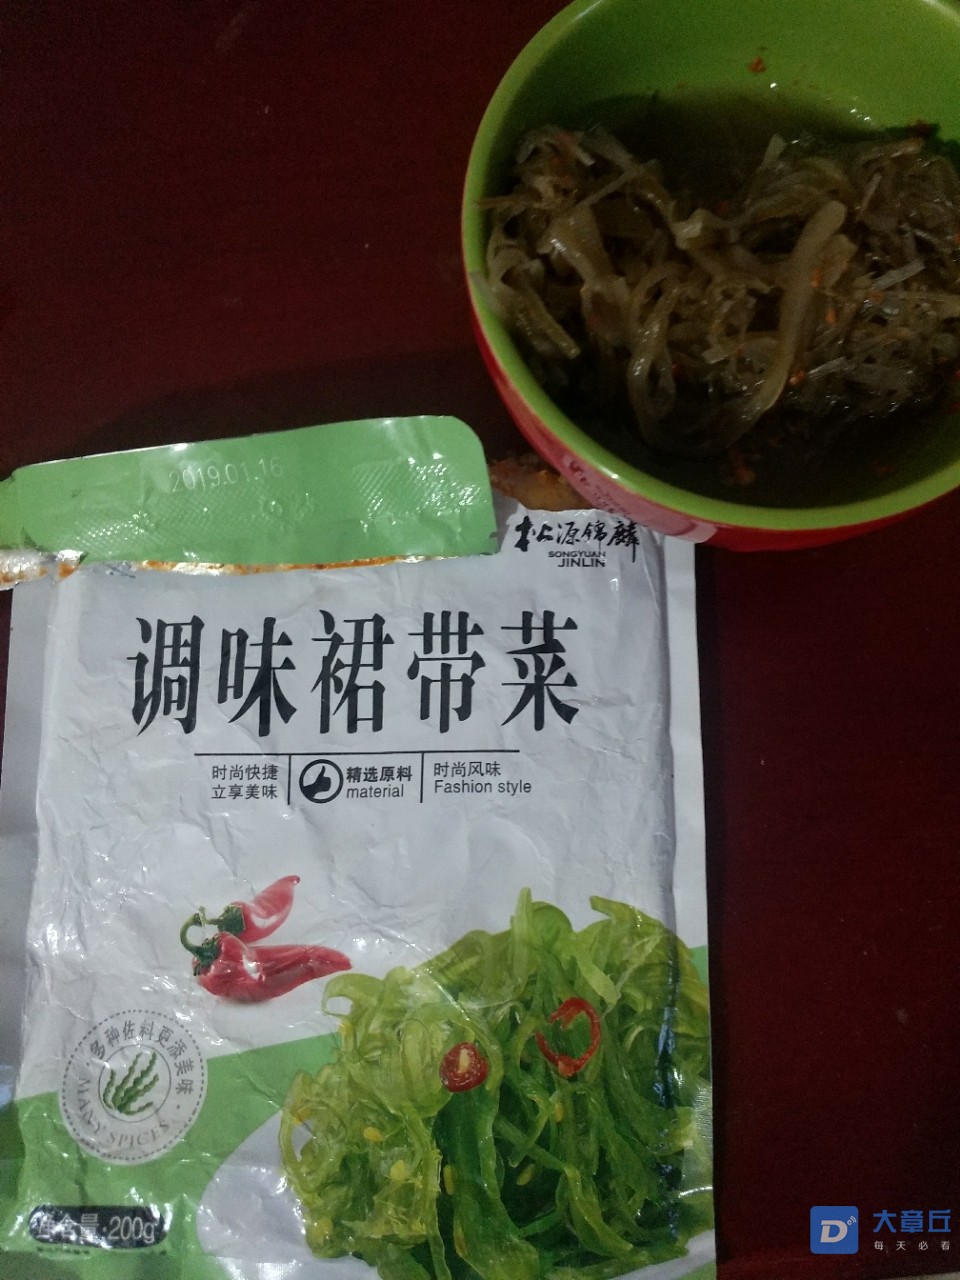 2019.01.16
松源锦麟
SONGYUAN
JINLIN
调味裙带菜
时尚快捷
立享美味
精选原料
material
时尚风味
Fashion style
多种佐料更添美味
MANY SPICES
净含量:200g
大章丘
每天必看